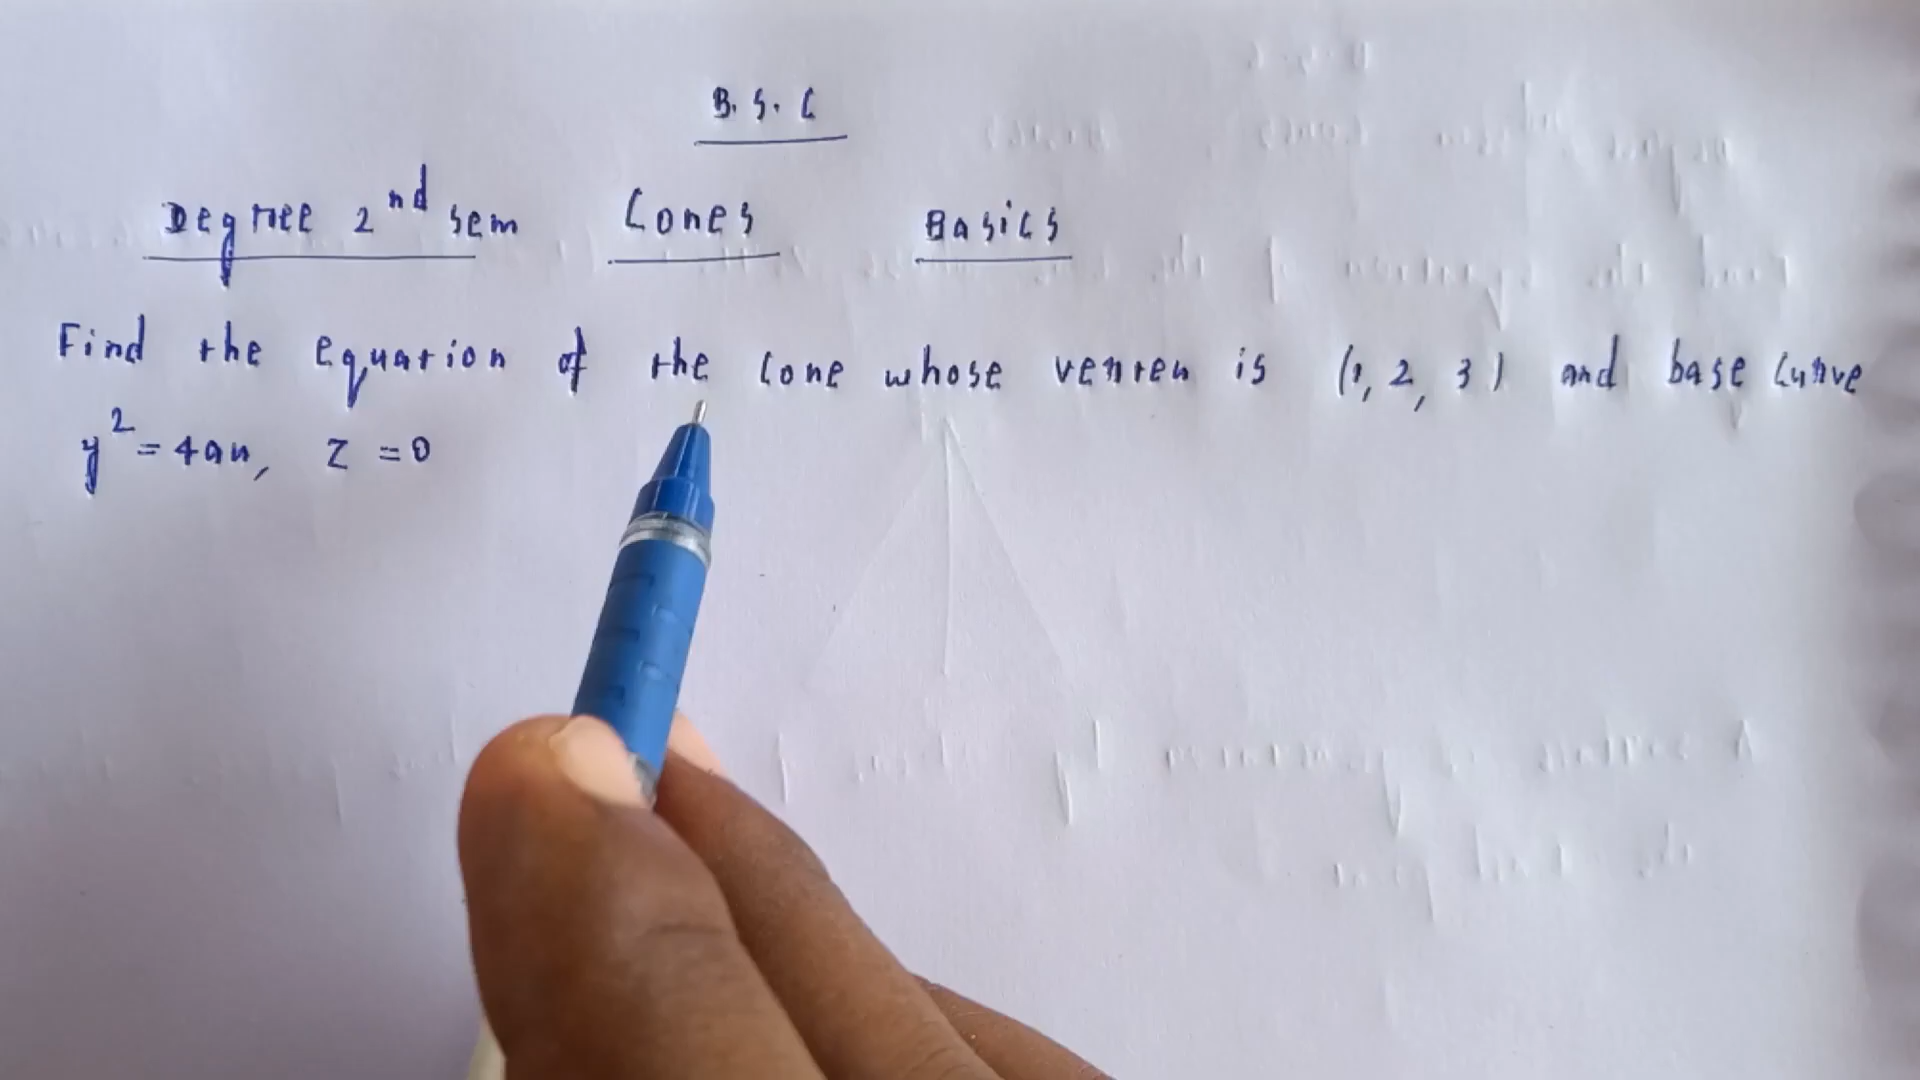 B.S.C
Degree 2nd sem Cones Basics
Find the equation of the cone whose vertex is (1, 2, 3) and base curve
y² = 4ax, z = 0